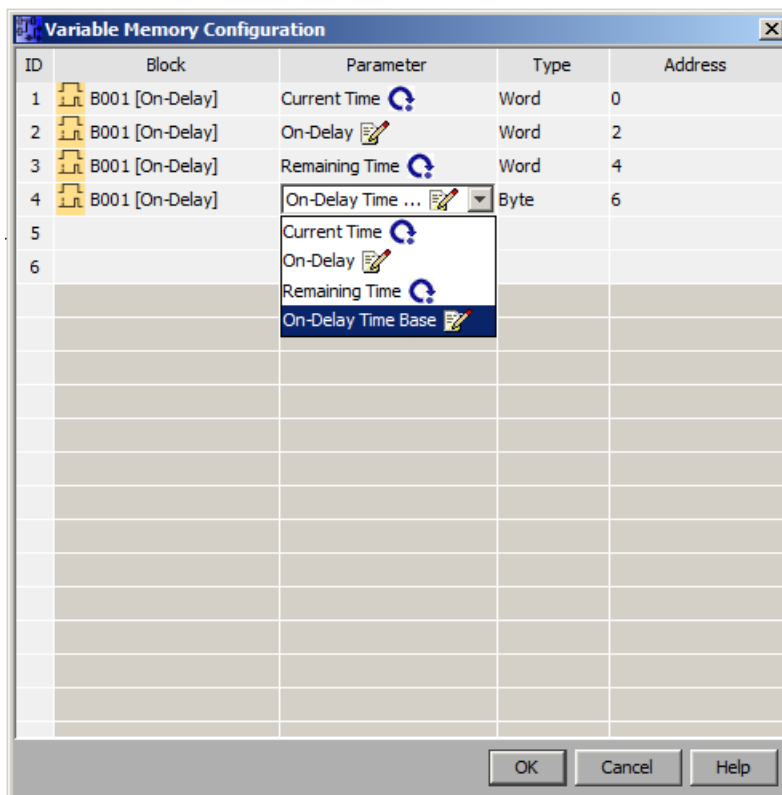 Variable Memory Configuration
ID Block Parameter Type Address
1 B001 [On-Delay] Current Time Word 0
2 B001 [On-Delay] On-Delay Word 2
3 B001 [On-Delay] Remaining Time Word 4
4 B001 [On-Delay] On-Delay Time ... Byte 6
5 Current Time
On-Delay
6
Remaining Time
On-Delay Time Base
OK Cancel Help